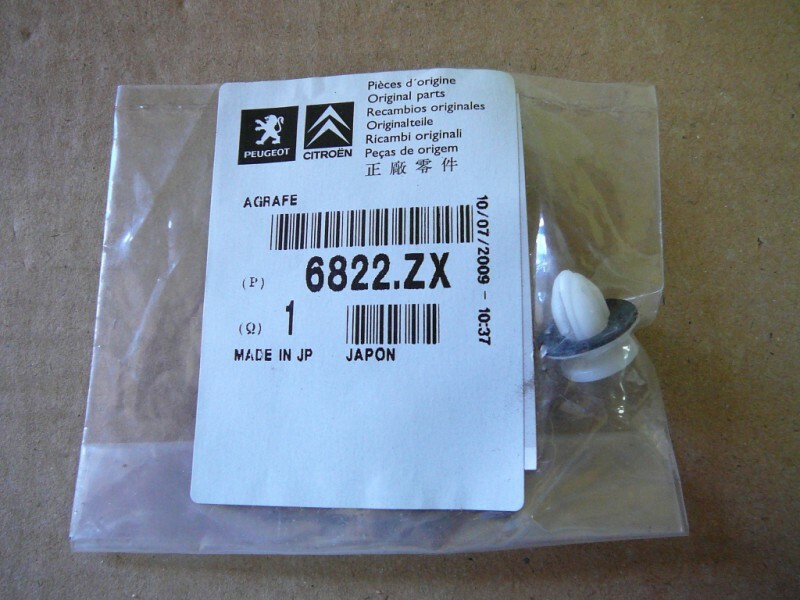 Pièces d'origine
Original parts
Recambios originales
Originalteile
Ricambi originali
Peças de origem
正廠零件
PEUGEOT
CITROËN
AGRAFE
(P) 6822.ZX
(Q) 1
MADE IN JP JAPON
10/07/2009 - 10:37